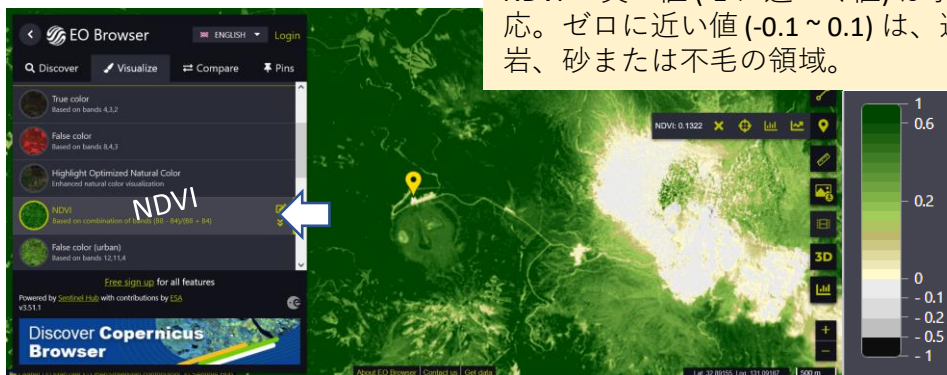 応。ゼロに近い値 (-0.1 ~ 0.1) は、
岩、砂または不毛の領域。
EO Browser
ENGLISH
Login
Discover
Visualize
Compare
Pins
True color
Based on bands 4,3,2
False color
Based on bands 8,4,3
Highlight Optimized Natural Color
Enhanced natural color visualization
NDVI
Based on combination of bands (B8 - B4)/(B8 + B4)
NDVI
False color (urban)
Based on bands 12,11,4
Free sign up for all features
Powered by Sentinel Hub with contributions by ESA
v3.51.1
Discover Copernicus
Browser
NDVI: 0.1322
3D
+
−
About EO Browser | Contact us | Get data
Lat: 32.89155, Lng: 131.09187
500 m
1
0.6
0.2
0
- 0.1
- 0.2
- 0.5
- 1